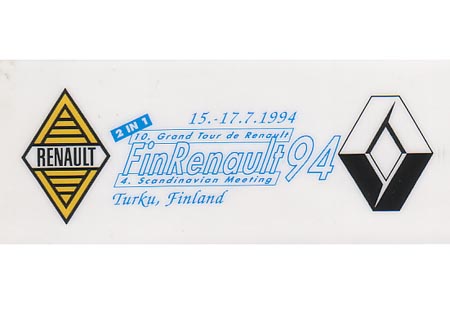 RENAULT
2 IN 1
15.-17.7.1994
10. Grand Tour de Renault
FinRenault 94
4. Scandinavian Meeting
Turku, Finland